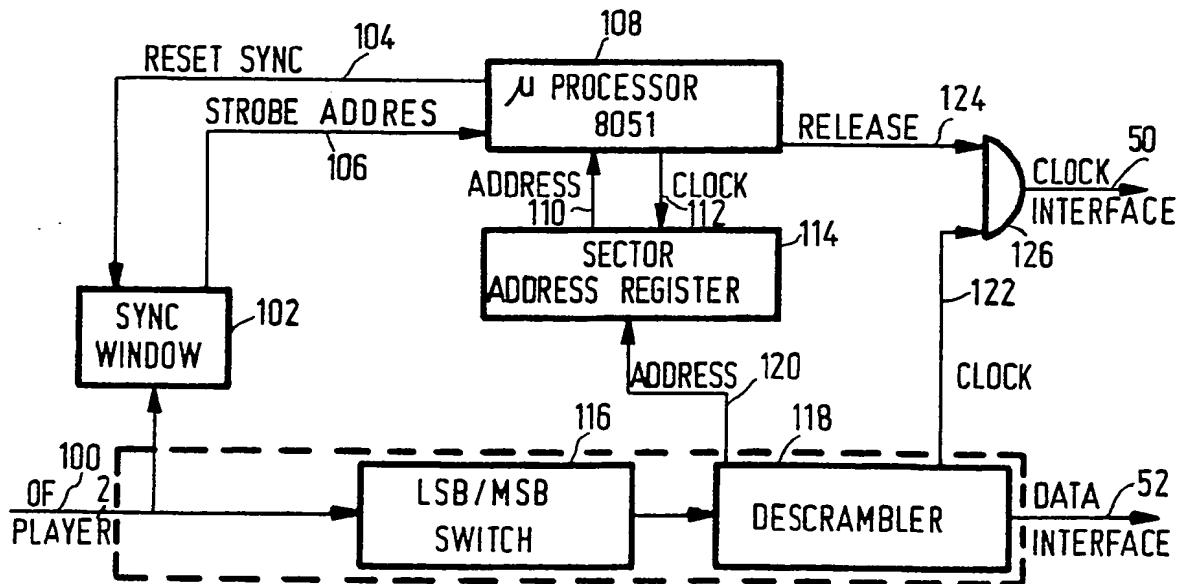 108
104
RESET SYNC
μ PROCESSOR
8051
STROBE ADDRES
106
RELEASE
124
50
CLOCK
INTERFACE
126
ADDRESS
110
CLOCK
112
114
SECTOR
ADDRESS REGISTER
SYNC
WINDOW
102
122
ADDRESS
120
CLOCK
116
118
100
OF
PLAYER
2
LSB/MSB
SWITCH
DESCRAMBLER
DATA
52
INTERFACE